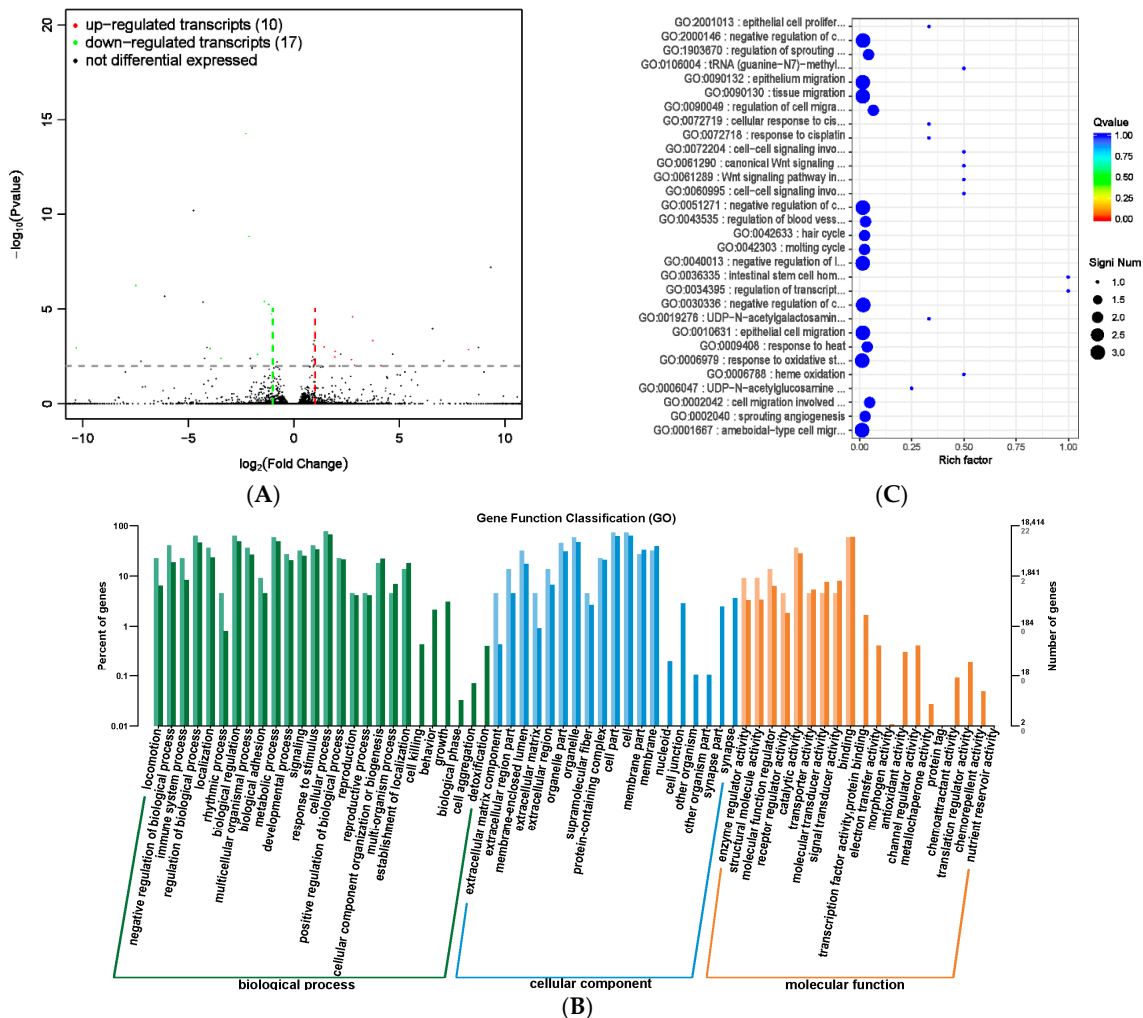 up-regulated transcripts (10)
down-regulated transcripts (17)
not differential expressed
20
15
10
5
0
−log10(Pvalue)
−10
−5
0
5
10
log2(Fold Change)
(A)
GO:2001013 : epithelial cell prolifer...
GO:2000146 : negative regulation of c...
GO:1903670 : regulation of sprouting ...
GO:0106004 : tRNA (guanine-N7)-methyl...
GO:0090132 : epithelium migration
GO:0090130 : tissue migration
GO:0090049 : regulation of cell migra...
GO:0072719 : cellular response to cis...
GO:0072718 : response to cisplatin
GO:0072204 : cell-cell signaling invo...
GO:0061290 : canonical Wnt signaling ...
GO:0061289 : Wnt signaling pathway in...
GO:0060995 : cell-cell signaling invo...
GO:0051271 : negative regulation of c...
GO:0043535 : regulation of blood vess...
GO:0042633 : hair cycle
GO:0042303 : molting cycle
GO:0040013 : negative regulation of l...
GO:0036335 : intestinal stem cell hom...
GO:0034395 : regulation of transcript...
GO:0030336 : negative regulation of c...
GO:0019276 : UDP-N-acetylgalactosamin...
GO:0010631 : epithelial cell migration
GO:0009408 : response to heat
GO:0006979 : response to oxidative st...
GO:0006788 : heme oxidation
GO:0006047 : UDP-N-acetylglucosamine ...
GO:0002042 : cell migration involved ...
GO:0002040 : sprouting angiogenesis
GO:0001667 : ameboidal-type cell migr...
0.00
0.25
0.50
0.75
1.00
Rich factor
Qvalue
1.00
0.75
0.50
0.25
0.00
Signi Num
1.0
1.5
2.0
2.5
3.0
(C)
Gene Function Classification (GO)
100
10
1
0.1
0.01
Percent of genes
18,414
22
1,841
2
184
0
18
0
2
0
Number of genes
locomotion
negative regulation of biological process
immune system process
regulation of biological process
localization
rhythmic process
biological regulation
multicellular organismal process
biological adhesion
metabolic process
developmental process
signaling
response to stimulus
cellular process
positive regulation of biological process
reproduction
reproductive process
cellular component organization or biogenesis
multi-organism process
establishment of localization
cell killing
behavior
growth
biological phase
cell aggregation
detoxification
extracellular matrix component
extracellular region part
membrane-enclosed lumen
extracellular matrix
extracellular region
organelle part
organelle
supramolecular fiber
protein-containing complex
cell part
cell
membrane part
membrane
nucleoid
cell junction
other organism
other organism part
synapse part
synapse
enzyme regulator activity
structural molecule activity
molecular function regulator
receptor regulator activity
catalytic activity
transporter activity
molecular transducer activity
signal transducer activity
binding
transcription factor activity, protein binding
electron transfer activity
morphogen activity
antioxidant activity
metallochaperone activity
channel regulator activity
protein tag
chemoattractant activity
translation regulator activity
chemorepellent activity
nutrient reservoir activity
biological process
cellular component
molecular function
(B)